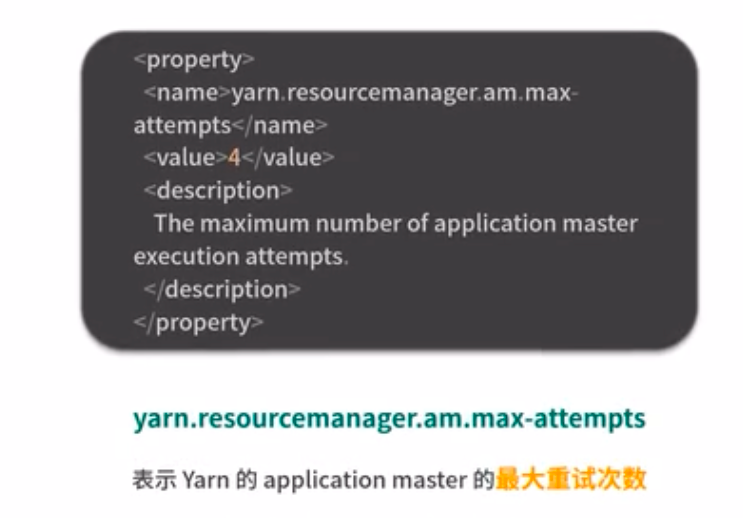 <property>
<name>yarn.resourcemanager.am.max-
attempts</name>
<value>4</value>
<description>
The maximum number of application master
execution attempts.
</description>
</property>
yarn.resourcemanager.am.max-attempts
表示 Yarn 的 application master 的最大重试次数